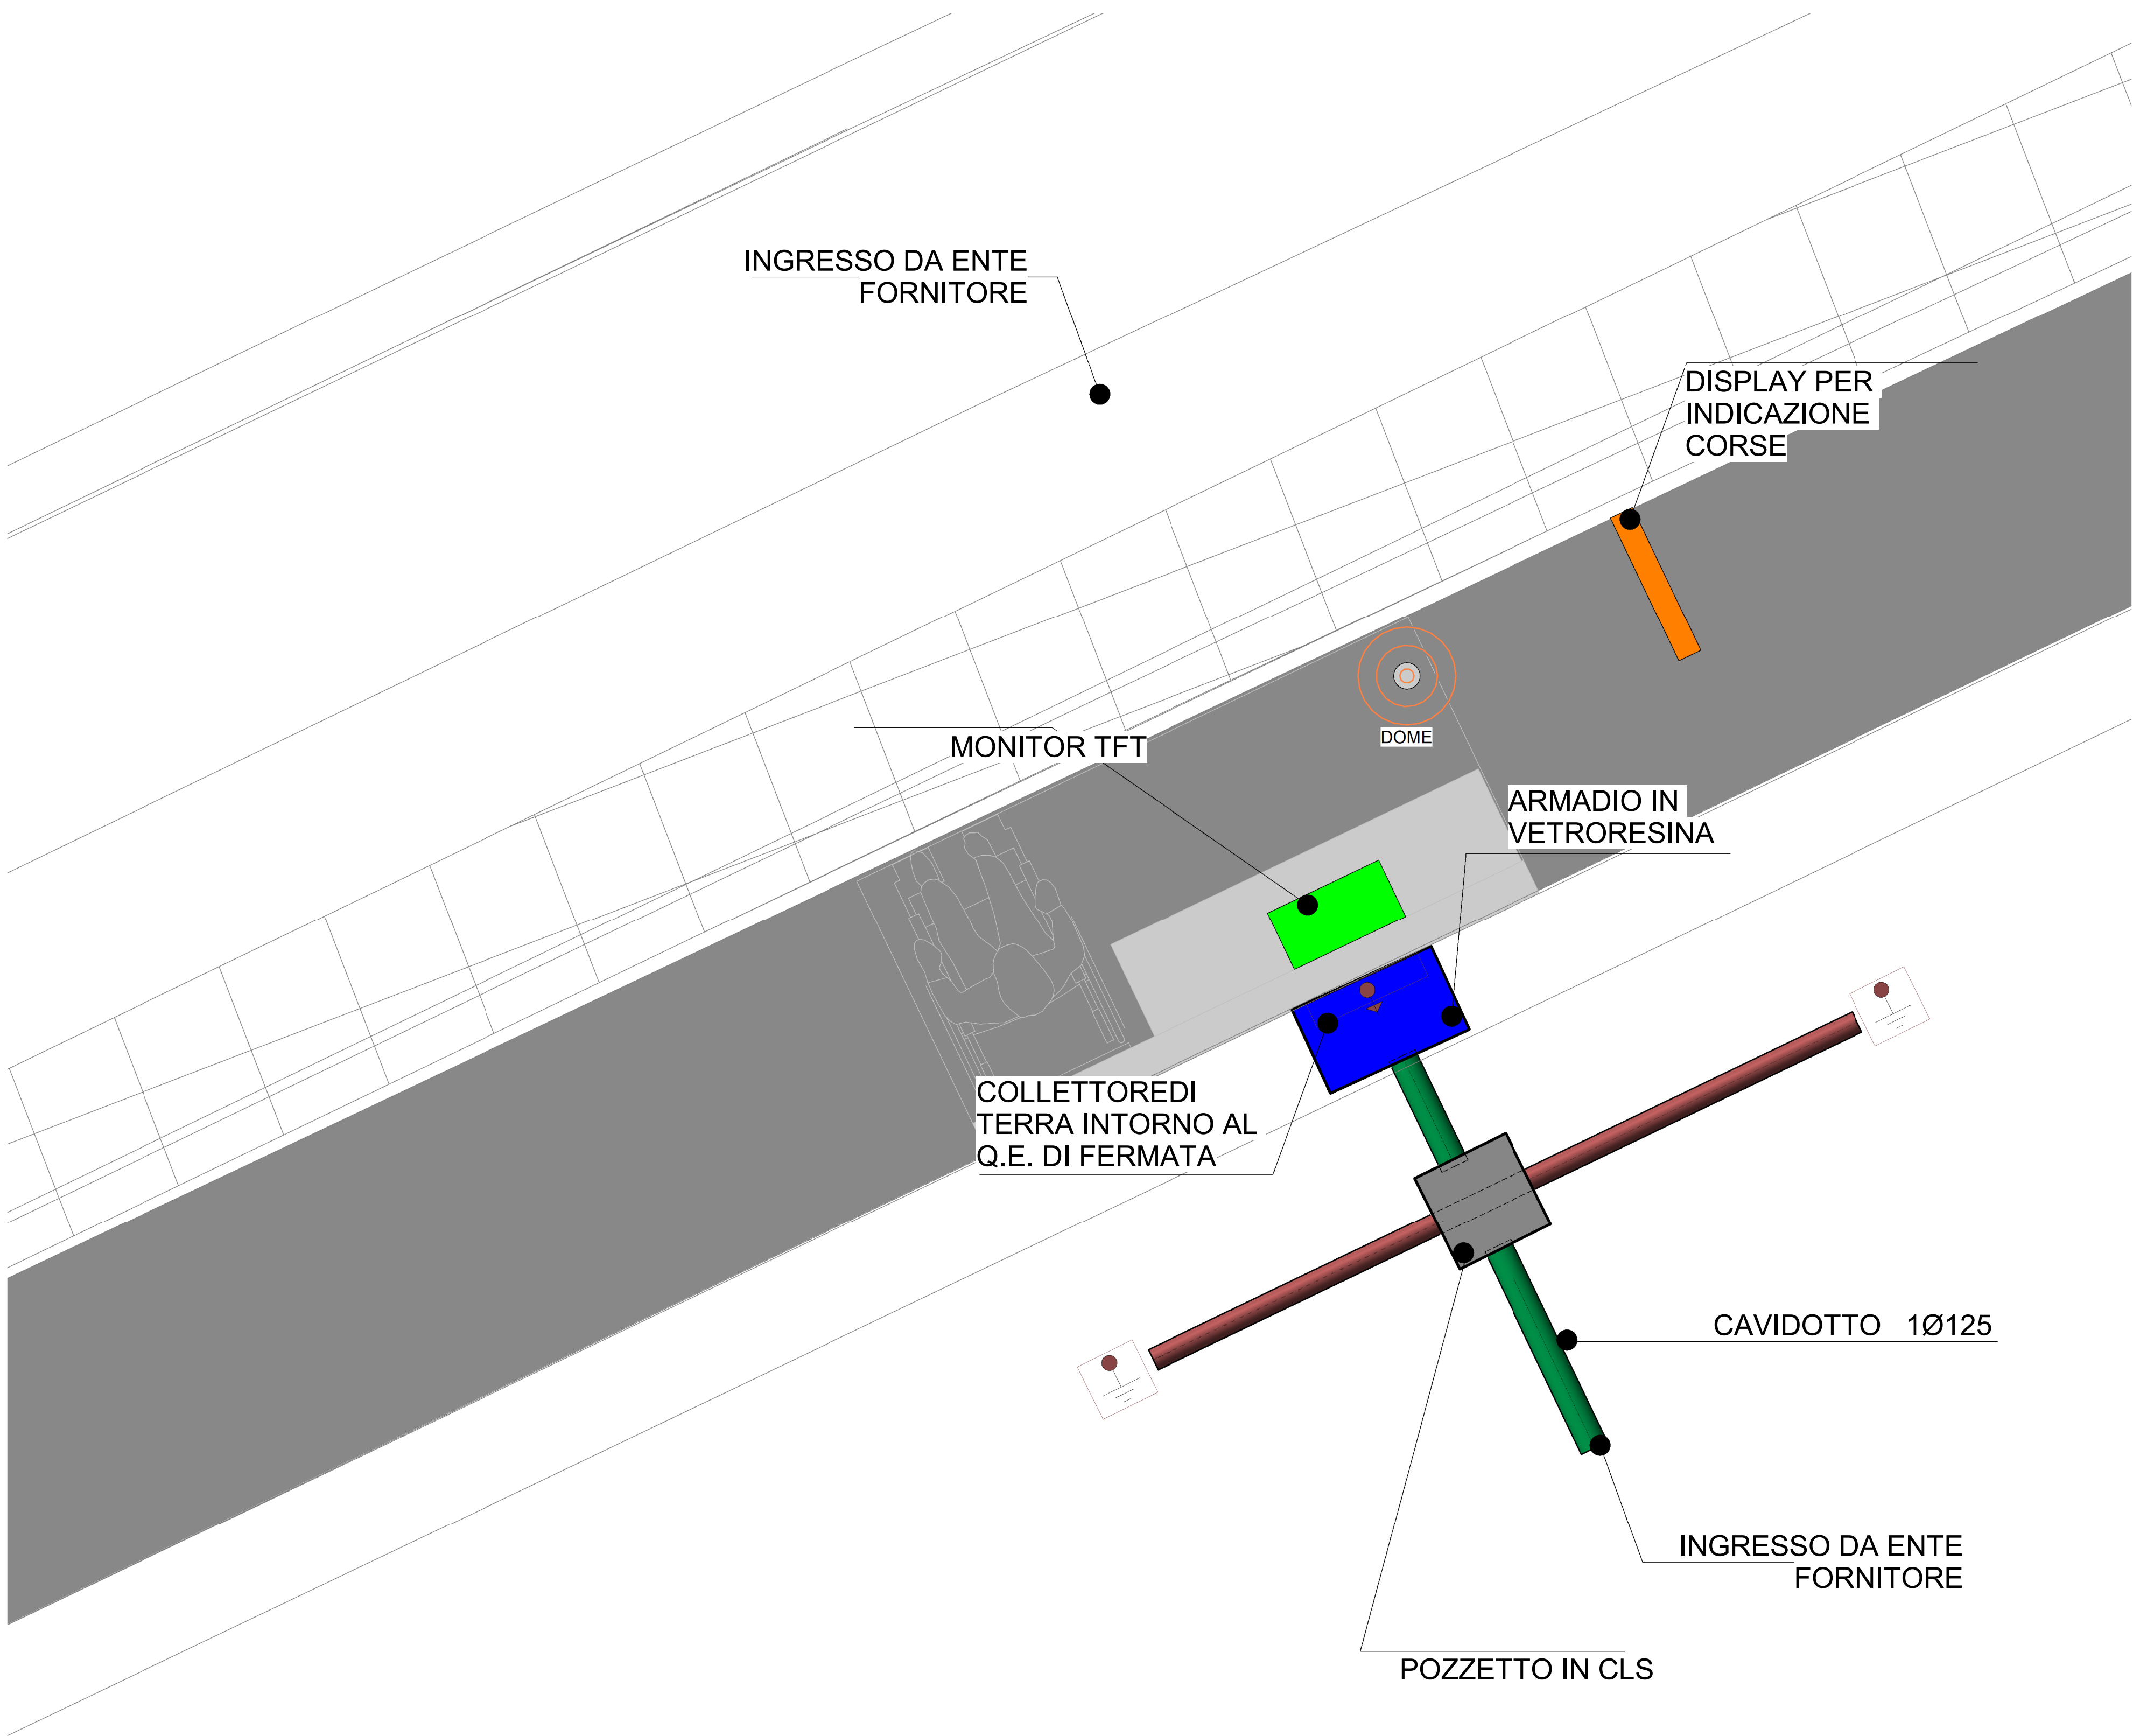 INGRESSO DA ENTE
FORNITORE
DISPLAY PER
INDICAZIONE
CORSE
DOME
MONITOR TFT
ARMADIO IN
VETRORESINA
COLLETTOREDI
TERRA INTORNO AL
Q.E. DI FERMATA
CAVIDOTTO 1Ø125
INGRESSO DA ENTE
FORNITORE
POZZETTO IN CLS